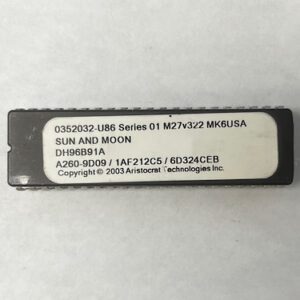 0352032-U86 Series 01 M27v322 MK6USA
SUN AND MOON
DH96B91A
A260-9D09 / 1AF212C5 / 6D324CEB
Copyright © 2003 Aristocrat Technologies Inc.